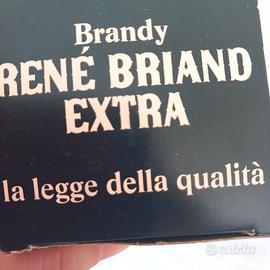 Brandy
RENÉ BRIAND
EXTRA
la legge della qualità
subito